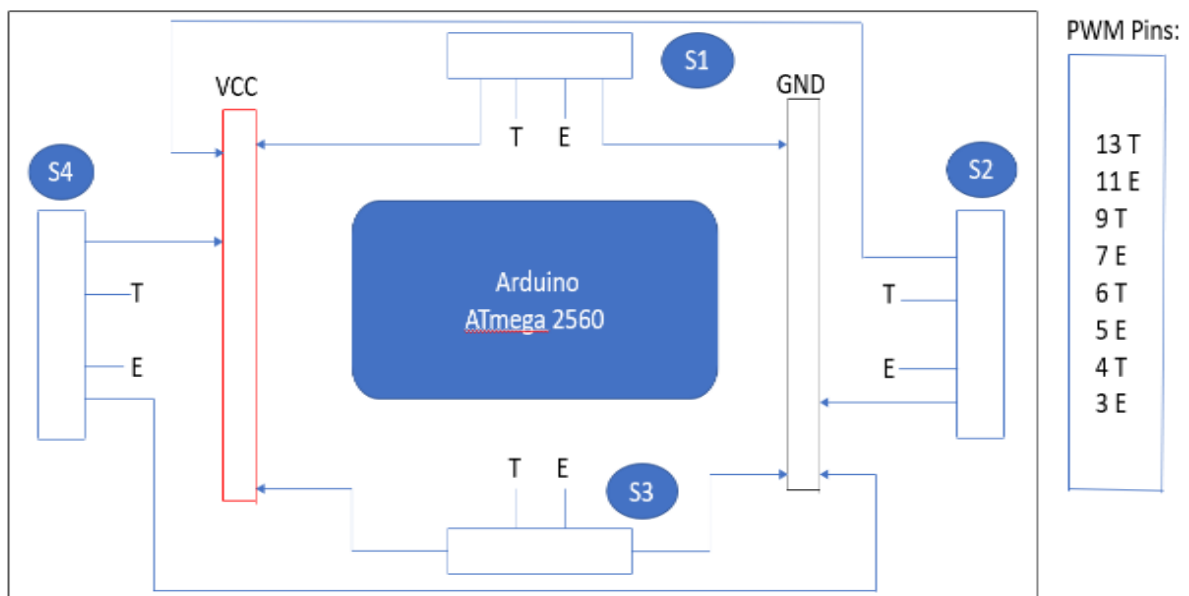 PWM Pins:
S1
VCC
GND
T E
S4
S2
13 T
11 E
9 T
7 E
6 T
5 E
4 T
3 E
Arduino
ATmega 2560
T
E
T
E
T E
S3